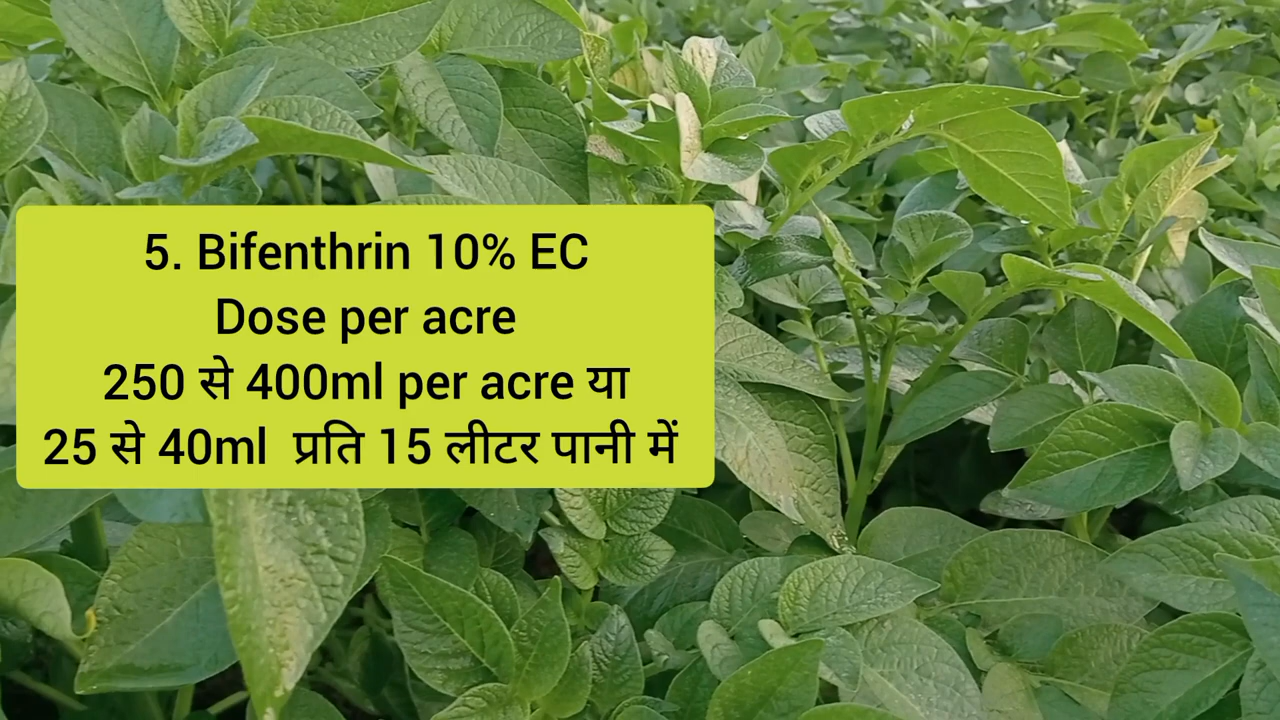 5. Bifenthrin 10% EC
Dose per acre
250 से 400ml per acre या
25 से 40ml प्रति 15 लीटर पानी में